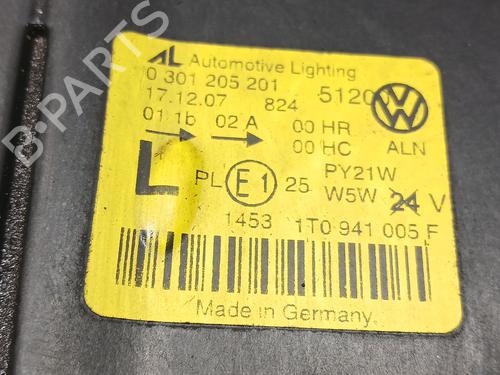 AL Automotive Lighting
0 301 205 201
17.12.07 824 5120
01 1b 02 A 00 HR
00 HC ALN
L PL E1 25 PY21W
W5W 24 V
1453 1T0 941 005 F
Made in Germany
B-PARTS